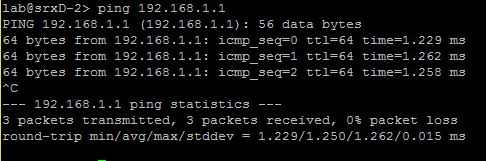 lab@srxD-2> ping 192.168.1.1
PING 192.168.1.1 (192.168.1.1): 56 data bytes
64 bytes from 192.168.1.1: icmp_seq=0 ttl=64 time=1.229 ms
64 bytes from 192.168.1.1: icmp_seq=1 ttl=64 time=1.262 ms
64 bytes from 192.168.1.1: icmp_seq=2 ttl=64 time=1.258 ms
^C
--- 192.168.1.1 ping statistics ---
3 packets transmitted, 3 packets received, 0% packet loss
round-trip min/avg/max/stddev = 1.229/1.250/1.262/0.015 ms